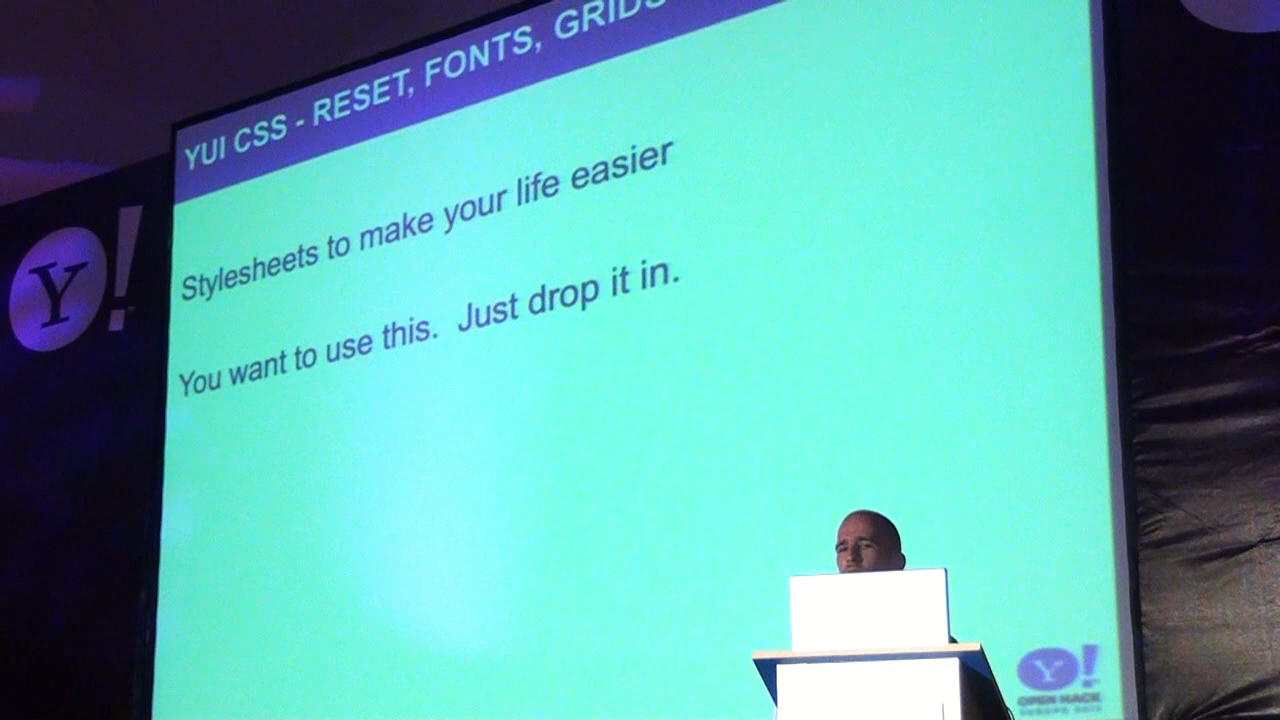 YUI CSS - RESET, FONTS, GRIDS
Stylesheets to make your life easier
You want to use this.  Just drop it in.
Y!
Y!
OPEN HACK